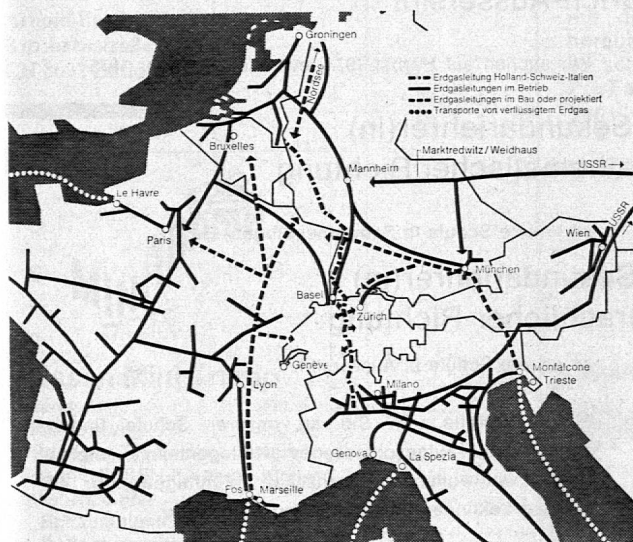 Groningen
Nordsee
Erdgasleitung Holland-Schweiz-Italien
Erdgasleitungen im Betrieb
Erdgasleitungen im Bau oder projektiert
Transporte von verflüssigtem Erdgas
Bruxelles
Marktredwitz/Weidhaus
Mannheim
USSR
Le Havre
USSR
Paris
Wien
München
Basel
Zürich
Genève
Monfalcone
Lyon
Milano
Trieste
Genova
La Spezia
Fos
Marseille